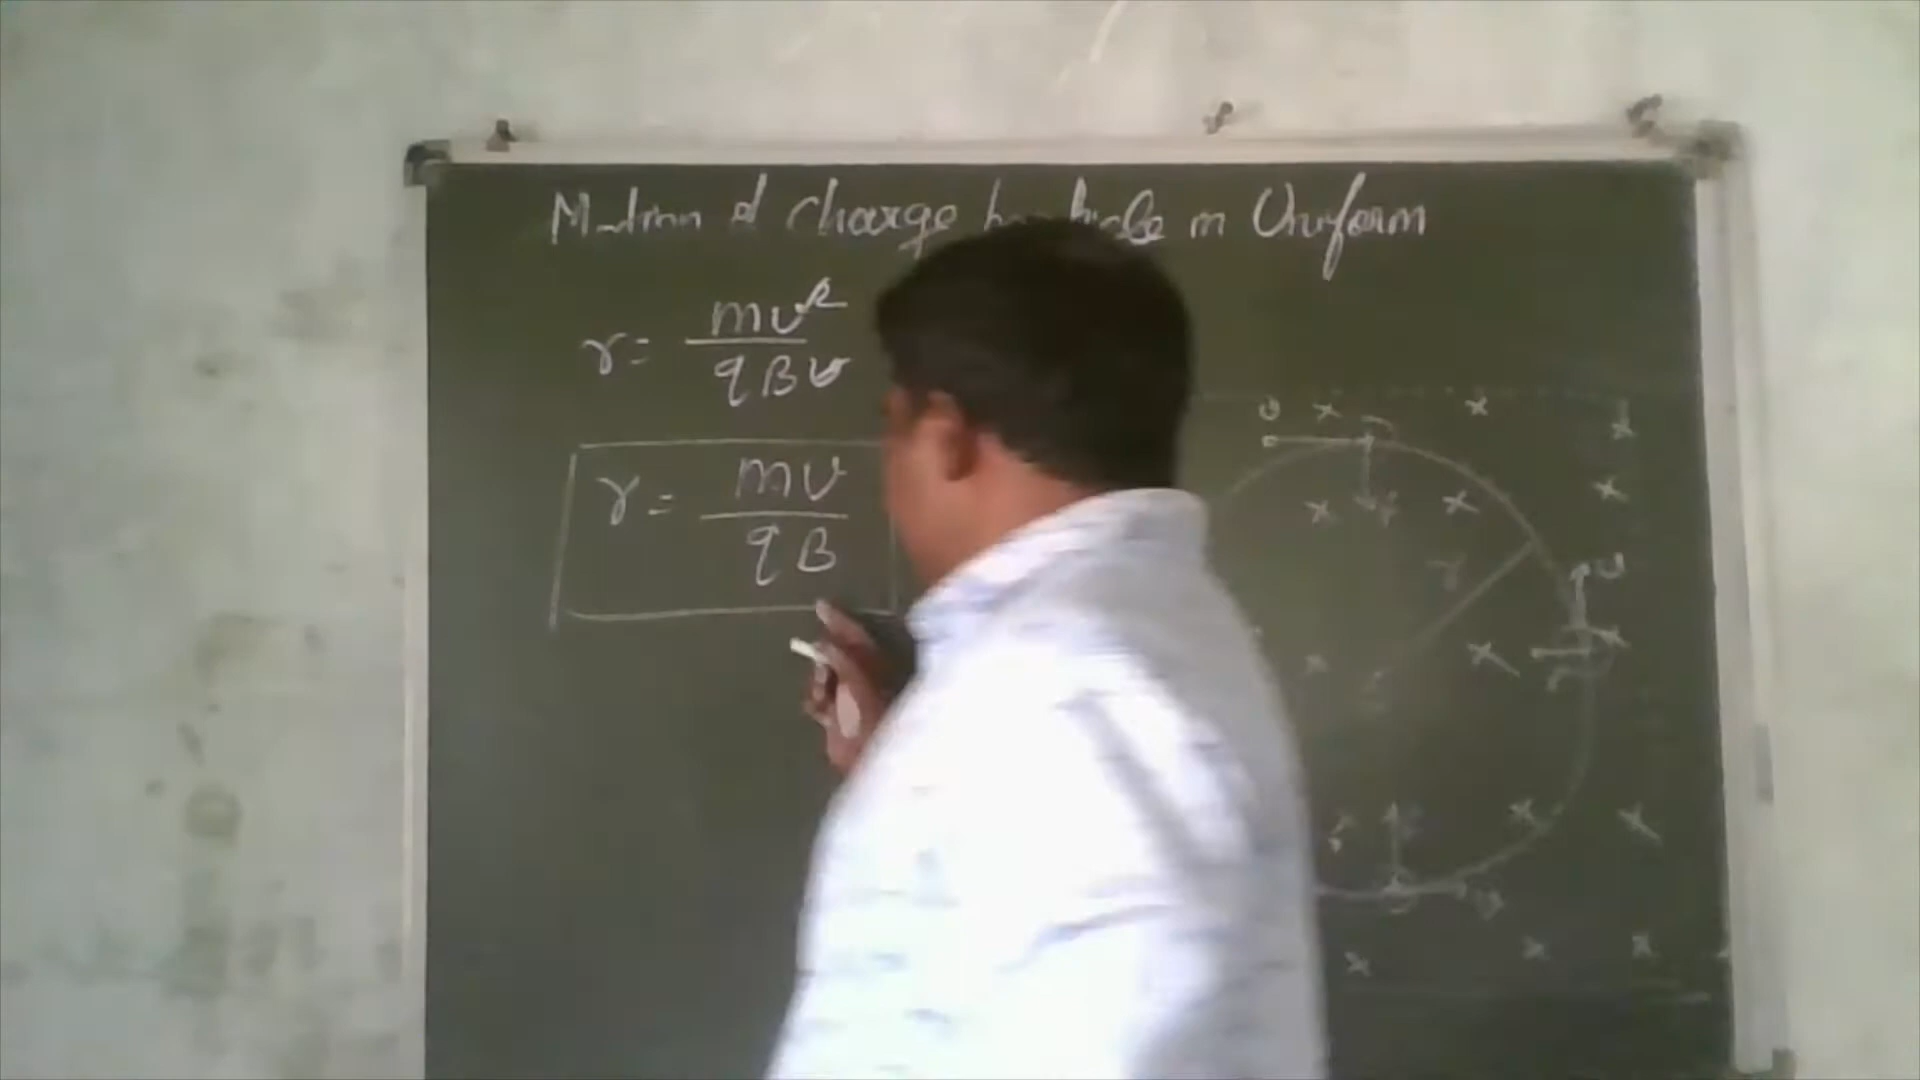 Motion of charge particle in Uniform
r = mv²/qBv
r = mv/qB
v
r
v
v